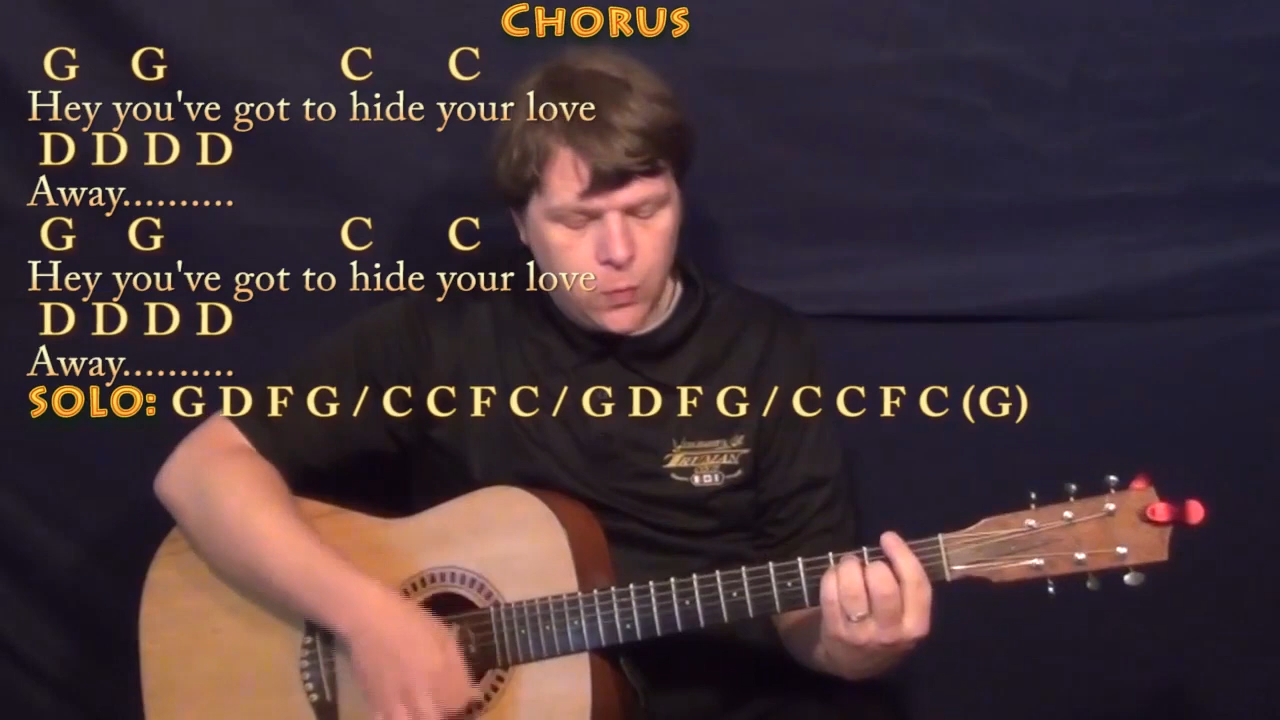 CHORUS
G G C C
Hey you've got to hide your love
D D D D
Away..........
G G C C
Hey you've got to hide your love
D D D D
Away..........
SOLO: G D F G / C C F C / G D F G / C C F C (G)
TRUMAN